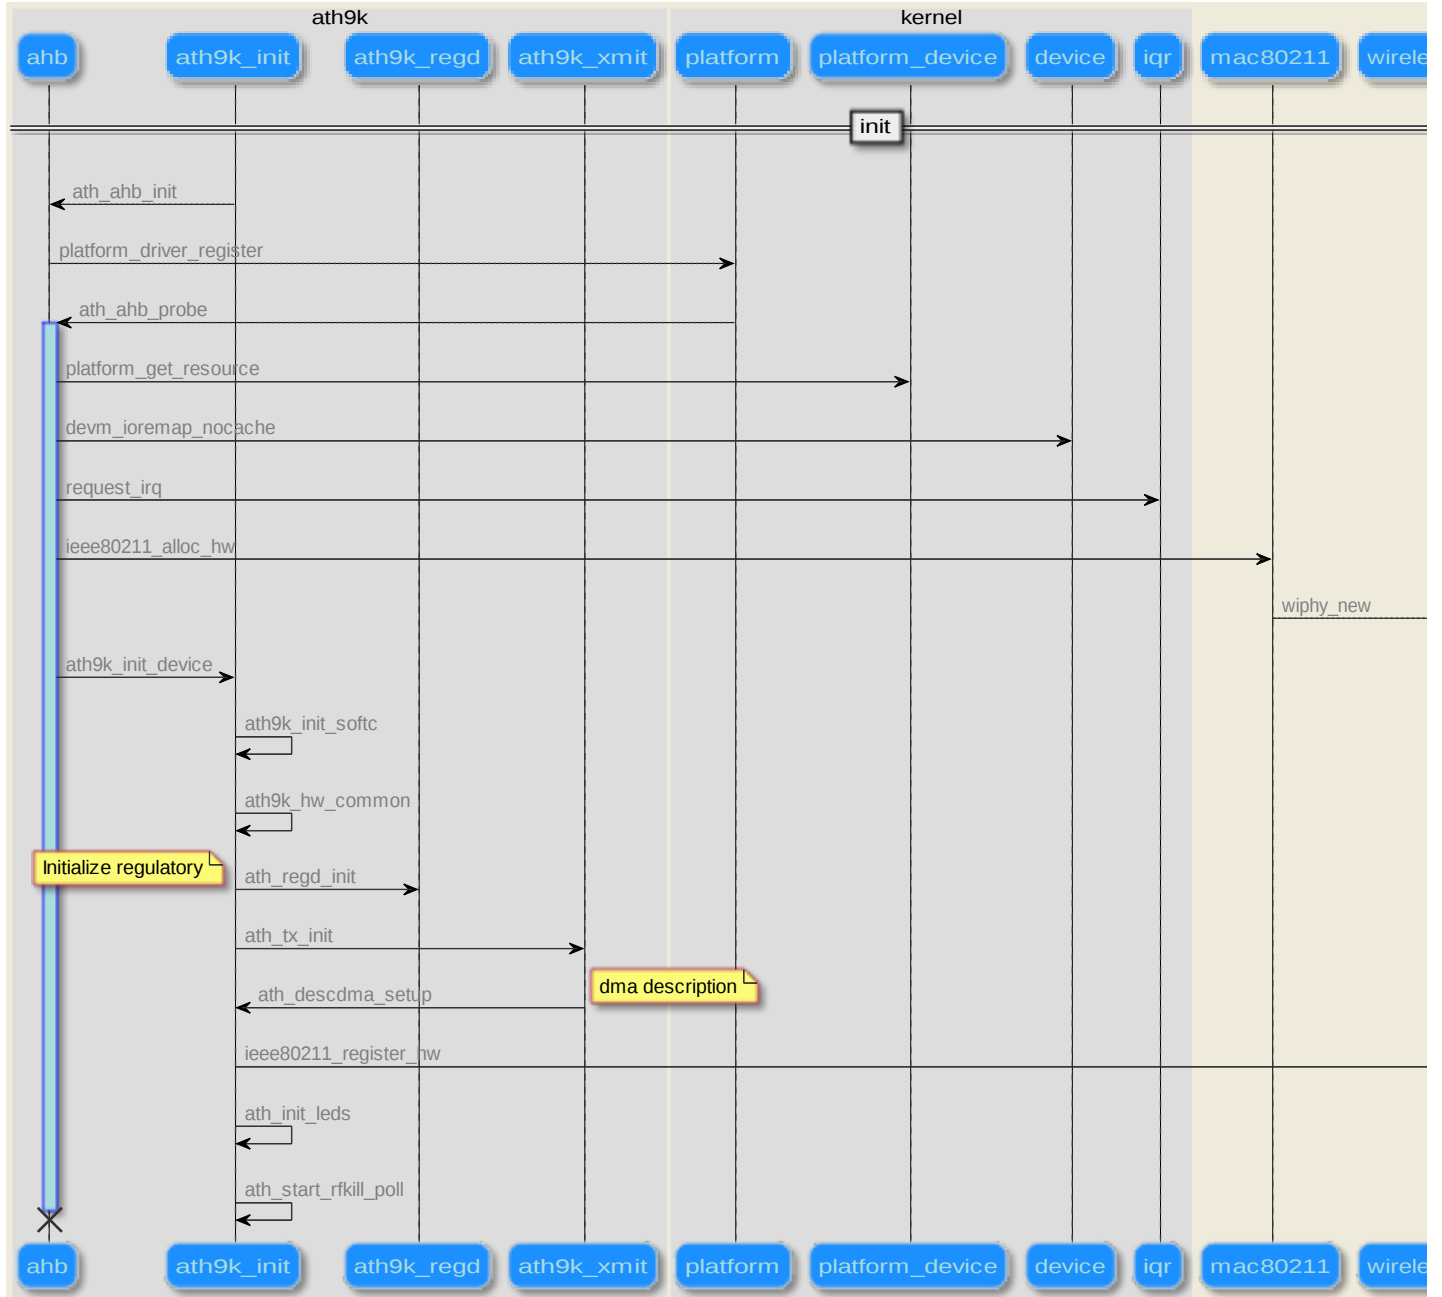 ath9k kernel
ahb ath9k_init ath9k_regd ath9k_xmit platform platform_device device iqr mac80211 wirele
init
ath_ahb_init
platform_driver_register
ath_ahb_probe
platform_get_resource
devm_ioremap_nocache
request_irq
ieee80211_alloc_hw
wiphy_new
ath9k_init_device
ath9k_init_softc
ath9k_hw_common
Initialize regulatory
ath_regd_init
ath_tx_init
dma description
ath_descdma_setup
ieee80211_register_hw
ath_init_leds
ath_start_rfkill_poll
ahb ath9k_init ath9k_regd ath9k_xmit platform platform_device device iqr mac80211 wirele